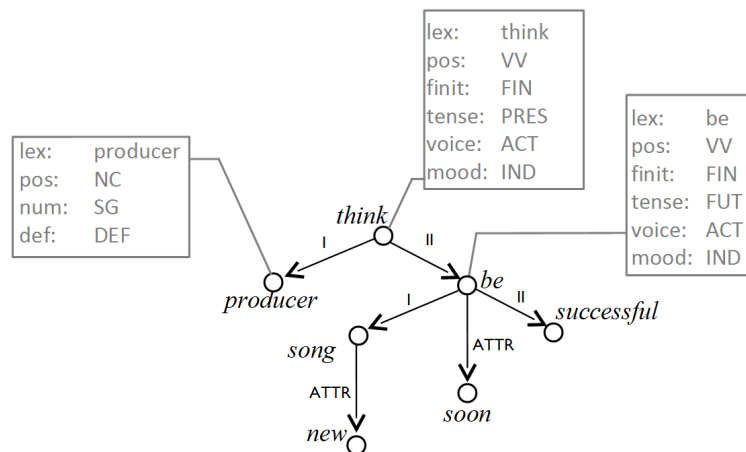 lex: think
pos: VV
finit: FIN
tense: PRES
voice: ACT
mood: IND
lex: be
pos: VV
finit: FIN
tense: FUT
voice: ACT
mood: IND
lex: producer
pos: NC
num: SG
def: DEF
think
I II
producer
be
I II
successful
song
ATTR
ATTR
soon
new